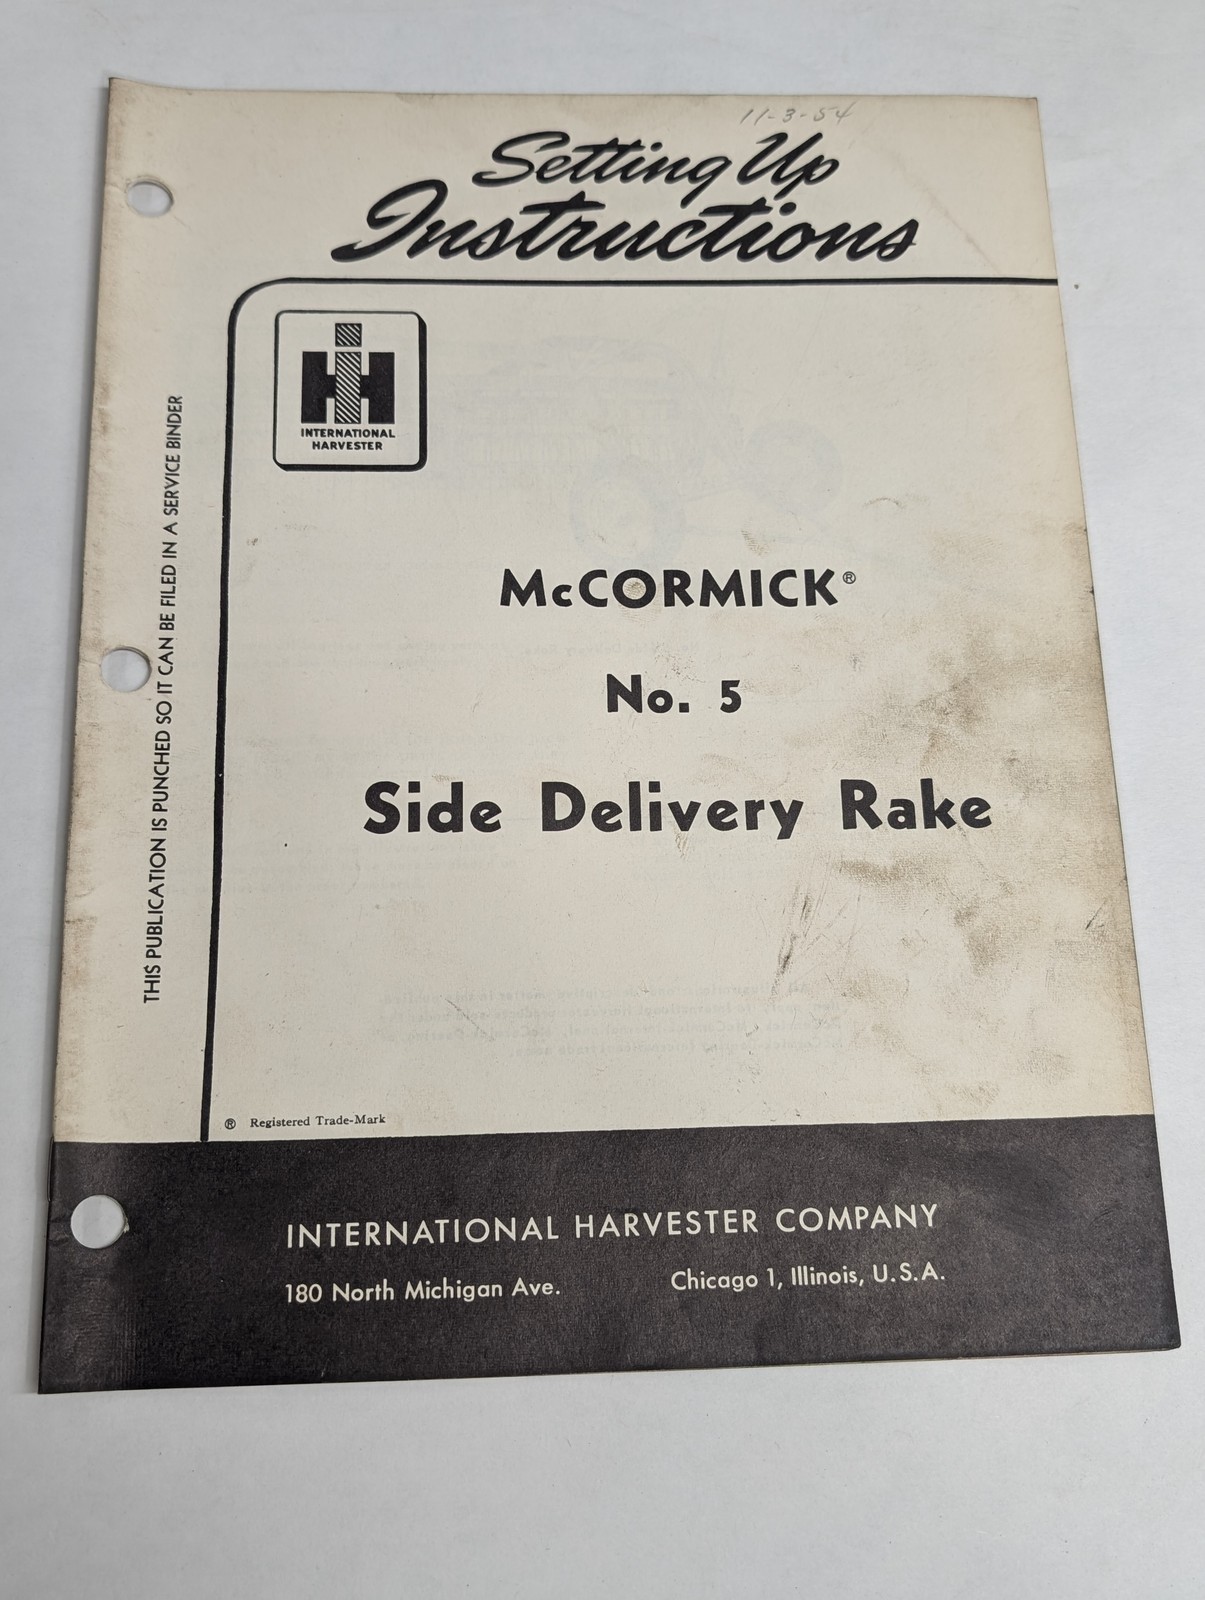 11-3-54
Setting Up
Instructions
IH
INTERNATIONAL
HARVESTER
THIS PUBLICATION IS PUNCHED SO IT CAN BE FILED IN A SERVICE BINDER
McCORMICK®
No. 5
Side Delivery Rake
® Registered Trade-Mark
INTERNATIONAL HARVESTER COMPANY
180 North Michigan Ave. Chicago 1, Illinois, U.S.A.